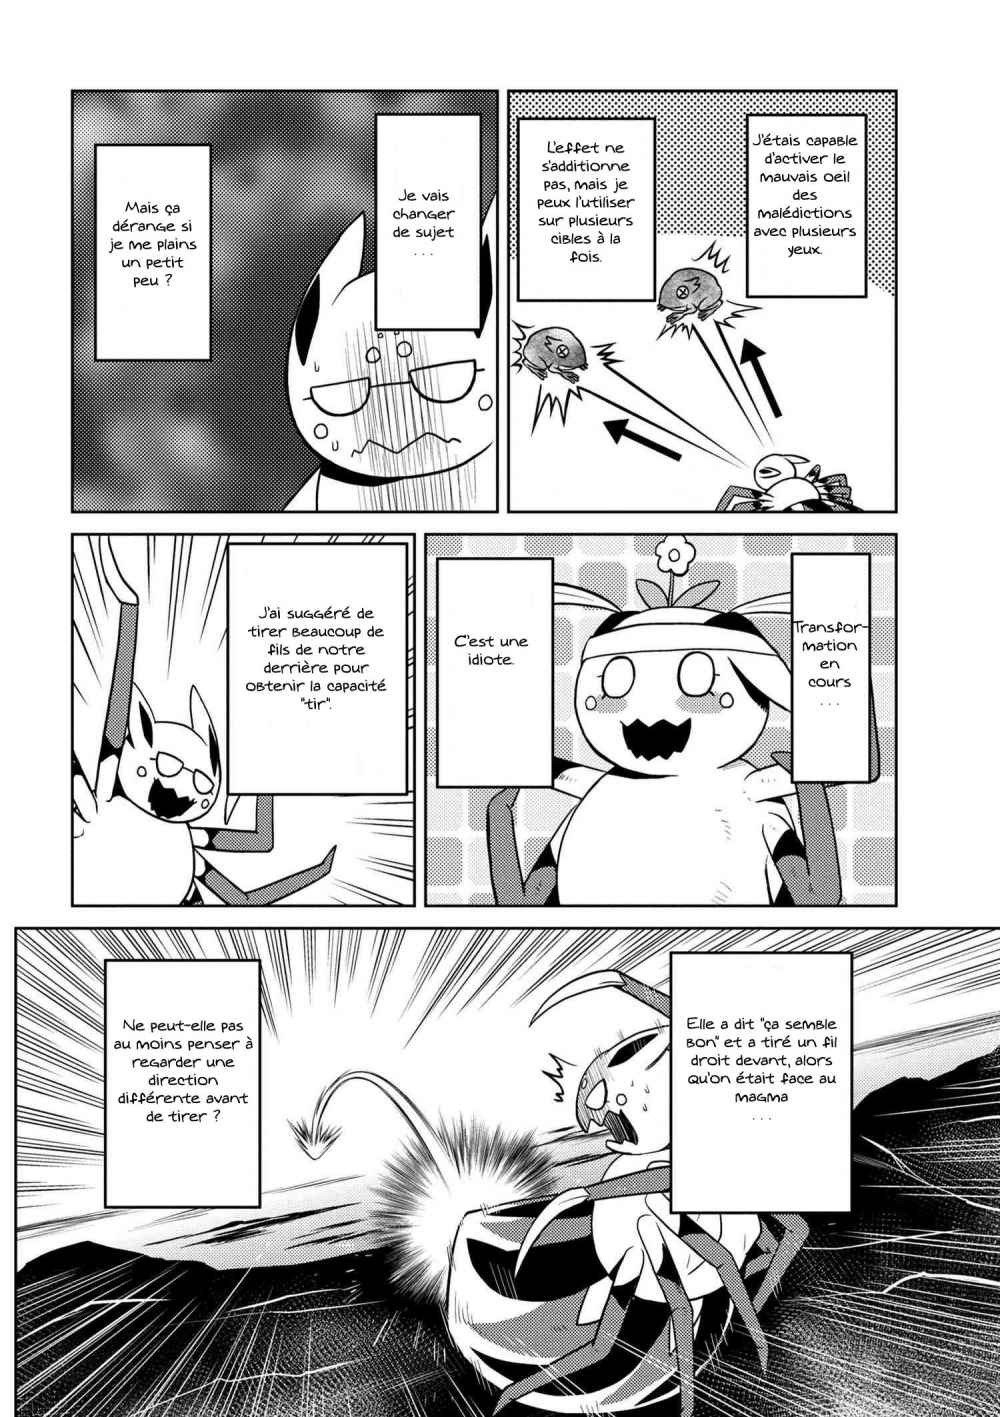 J'étais capable
d'activer le
mauvais oeil
des
malédictions
avec plusieurs
yeux.
L'effet ne
s'additionne
pas, mais je
peux l'utiliser
sur plusieurs
cibles à la
fois.
Je vais
changer
de sujet
...
Mais ça
dérange si
je me plains
un petit
peu ?
Transfor-
mation
en
cours
...
C'est une
idiote.
J'ai suggéré de
tirer beaucoup de
fils de notre
derrière pour
obtenir la capacité
"tir".
Elle a dit "ça semble
bon" et a tiré un fil
droit devant, alors
qu'on était face au
magma
...
Ne peut-elle pas
au moins penser à
regarder une
direction
différente avant
de tirer ?